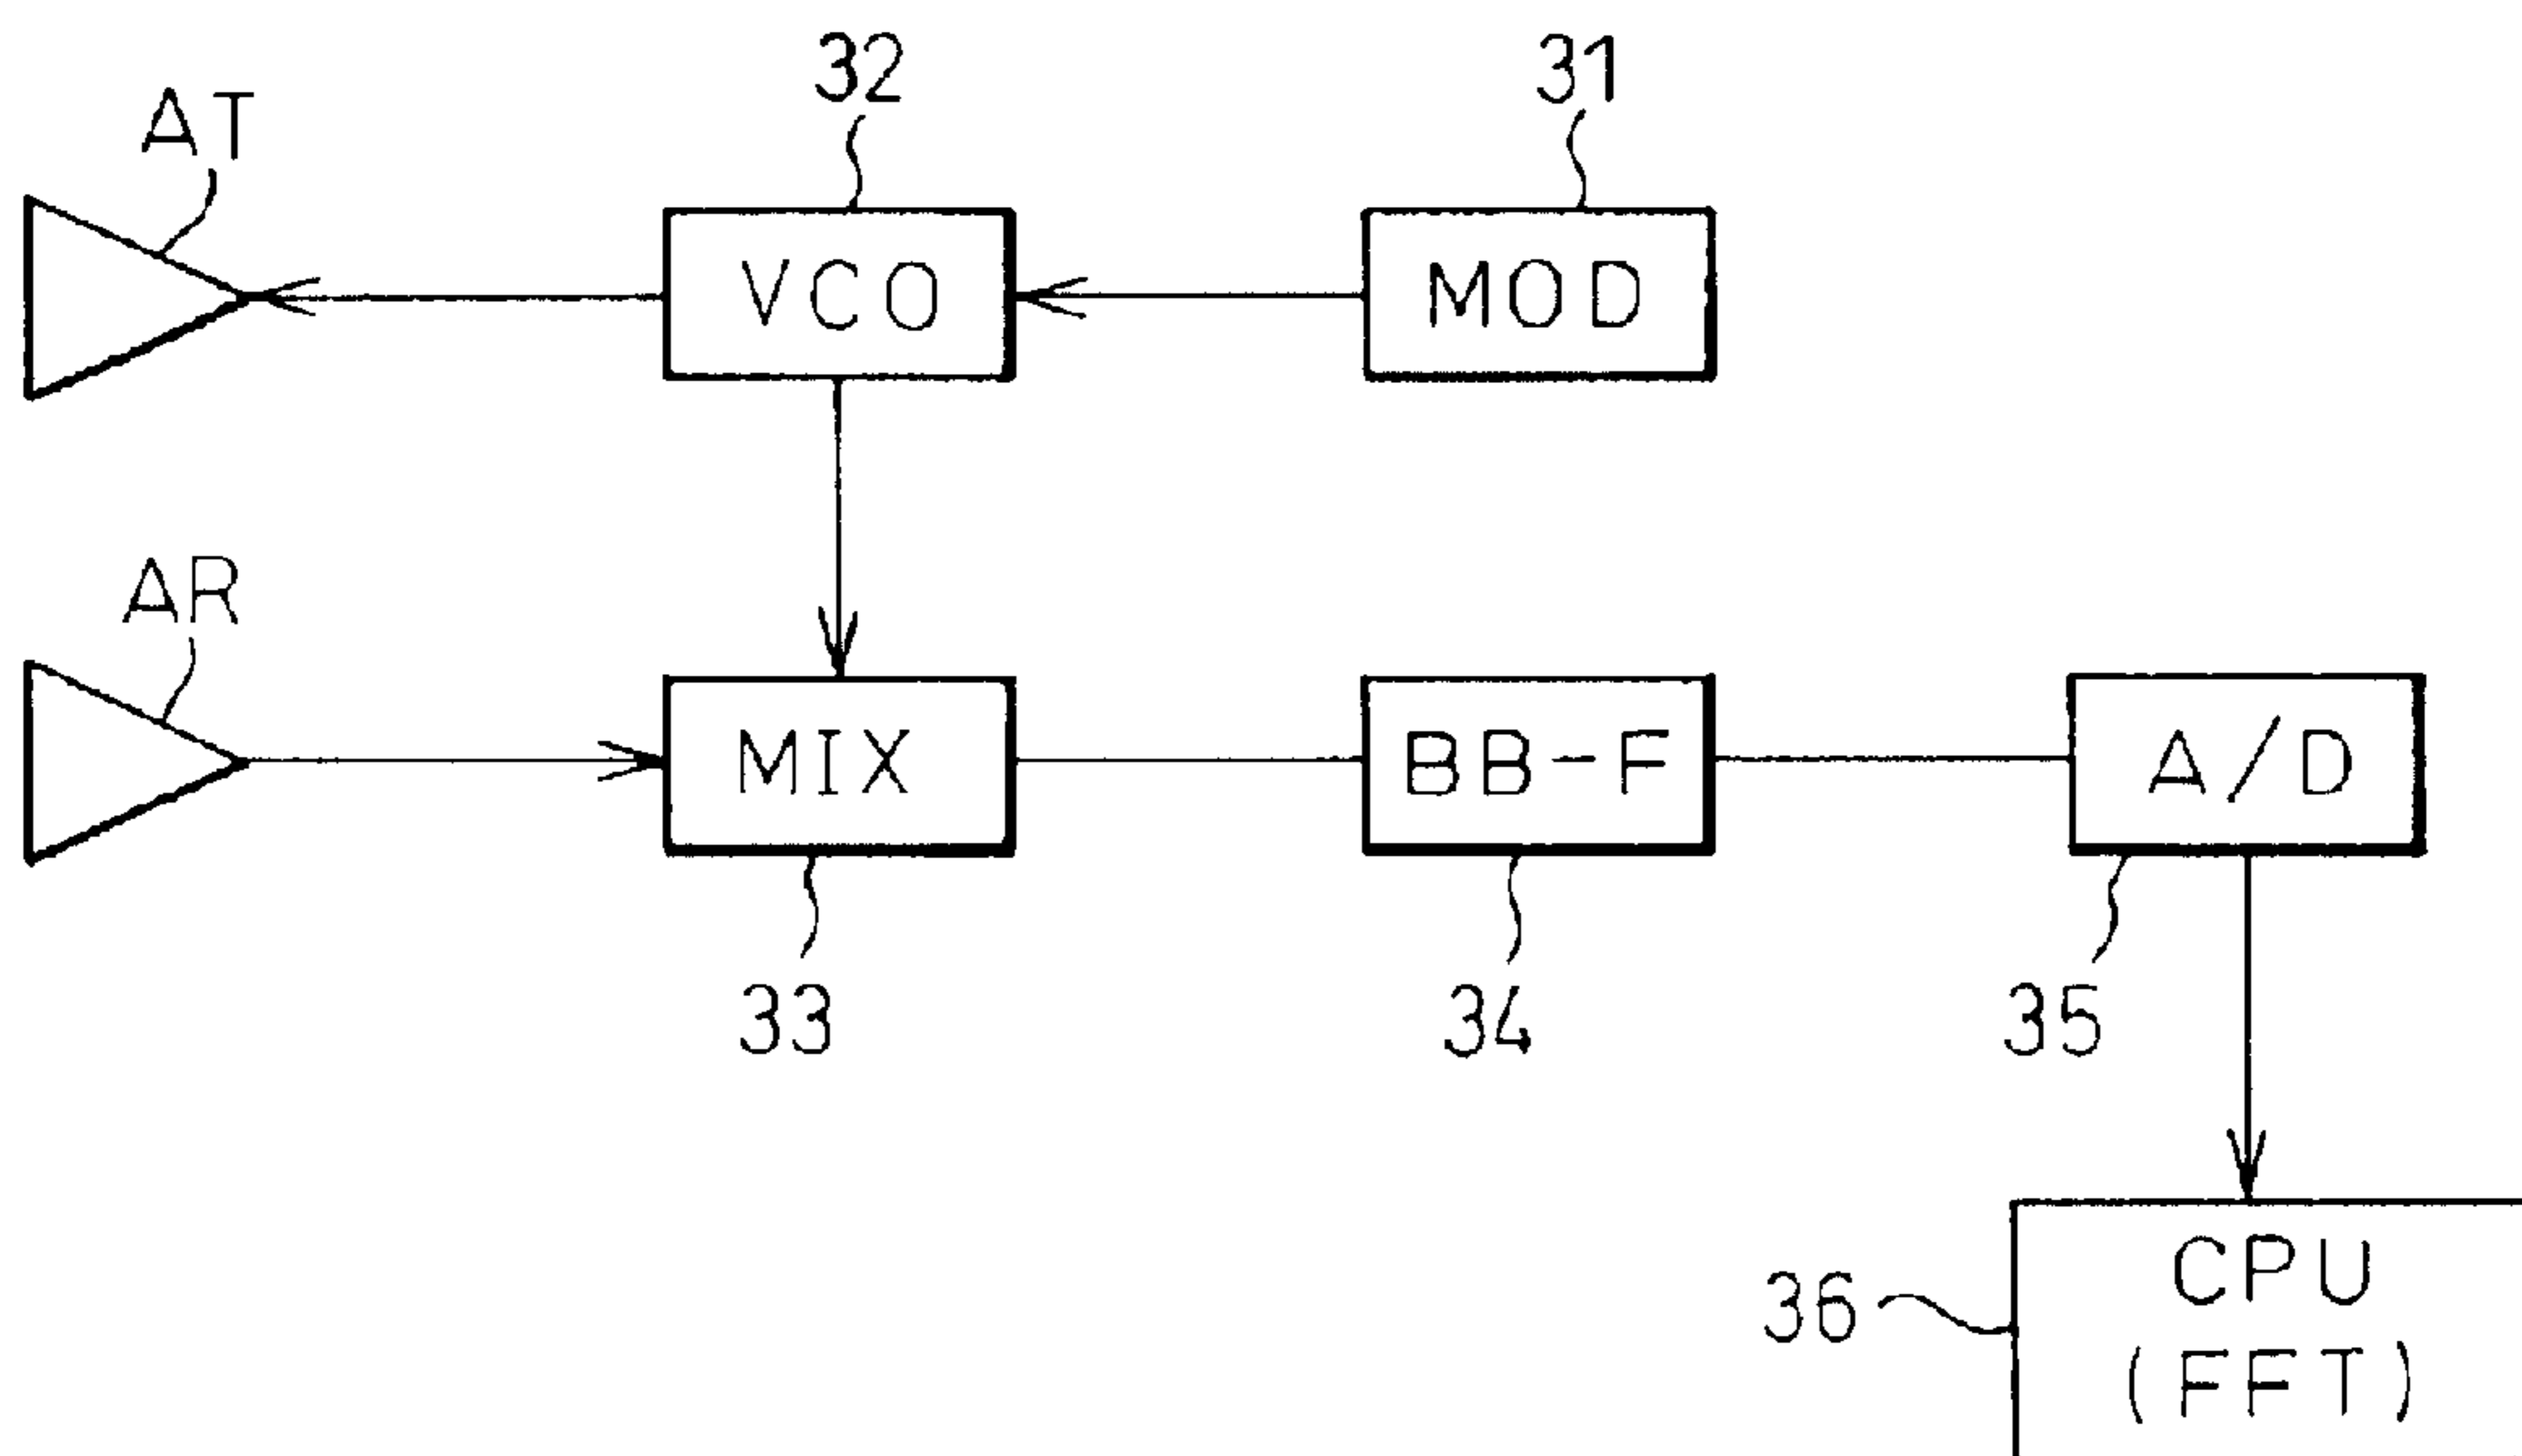 32
31
AT
VCO
MOD
AR
MIX
BB-F
A/D
33
34
35
CPU
36
(FFT)